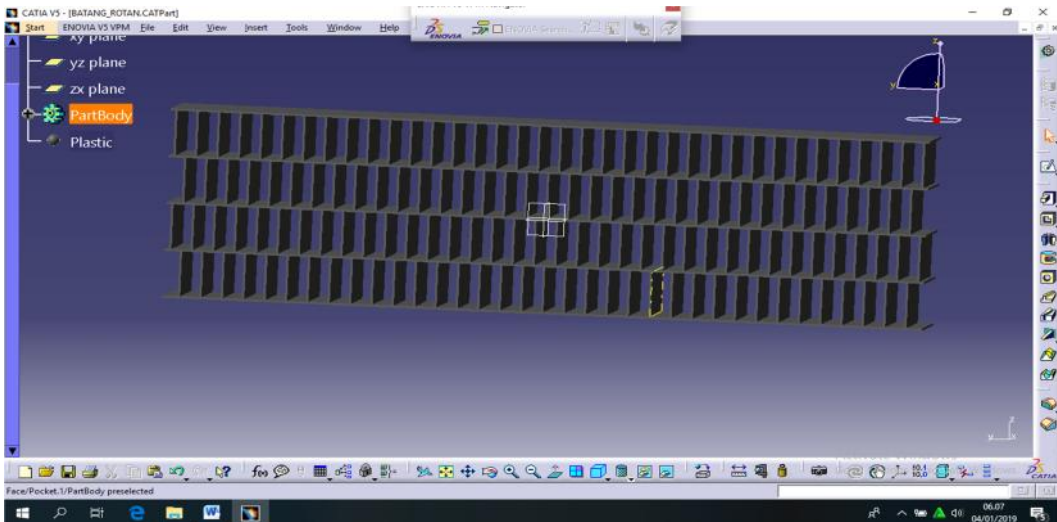 CATIA V5 - [BATANG_ROTAN.CATPart]
Start ENOVIA V5 VPM File Edit View Insert Tools Window Help
ENOVIA
xy plane
yz plane
zx plane
PartBody
Plastic
z
y
x
z
y
x
CATIA
Face/Pocket.1/PartBody preselected
06.07
04/01/2019